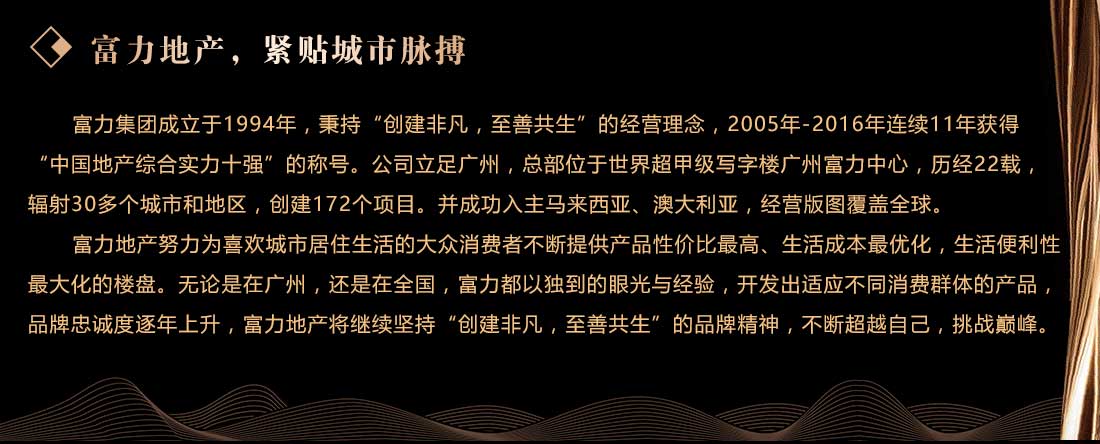 富力地产，紧贴城市脉搏
富力集团成立于1994年，秉持“创建非凡，至善共生”的经营理念，2005年-2016年连续11年获得
“中国地产综合实力十强”的称号。公司立足广州，总部位于世界超甲级写字楼广州富力中心，历经22载，
辐射30多个城市和地区，创建172个项目。并成功入主马来西亚、澳大利亚，经营版图覆盖全球。
富力地产努力为喜欢城市居住生活的大众消费者不断提供产品性价比最高、生活成本最优化，生活便利性
最大化的楼盘。无论是在广州，还是在全国，富力都以独到的眼光与经验，开发出适应不同消费群体的产品，
品牌忠诚度逐年上升，富力地产将继续坚持“创建非凡，至善共生”的品牌精神，不断超越自己，挑战巅峰。